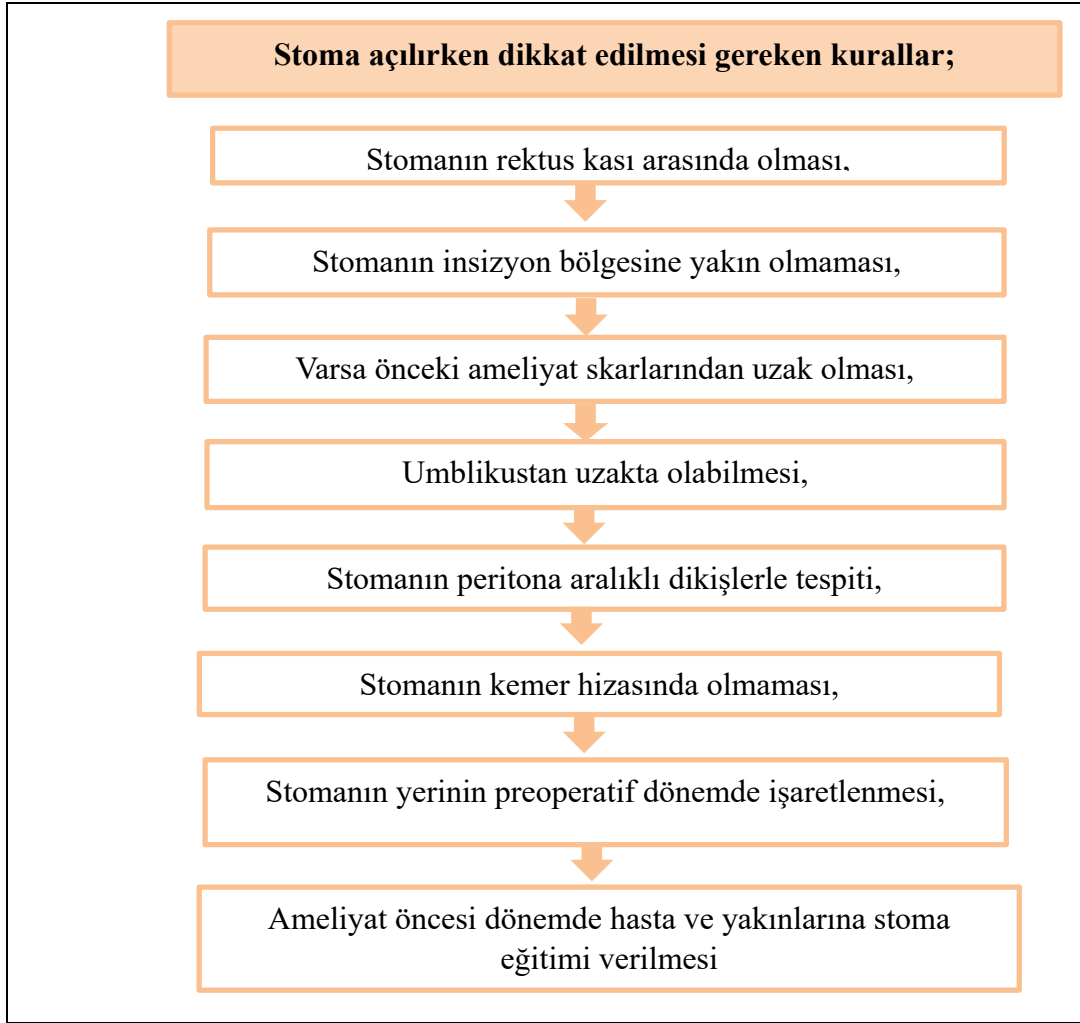 Stoma açılırken dikkat edilmesi gereken kurallar;
Stomanın rektus kası arasında olması,
Stomanın insizyon bölgesine yakın olmaması,
Varsa önceki ameliyat skarlarından uzak olması,
Umblikustan uzakta olabilmesi,
Stomanın peritona aralıklı dikişlerle tespiti,
Stomanın kemer hizasında olmaması,
Stomanın yerinin preoperatif dönemde işaretlenmesi,
Ameliyat öncesi dönemde hasta ve yakınlarına stoma
eğitimi verilmesi